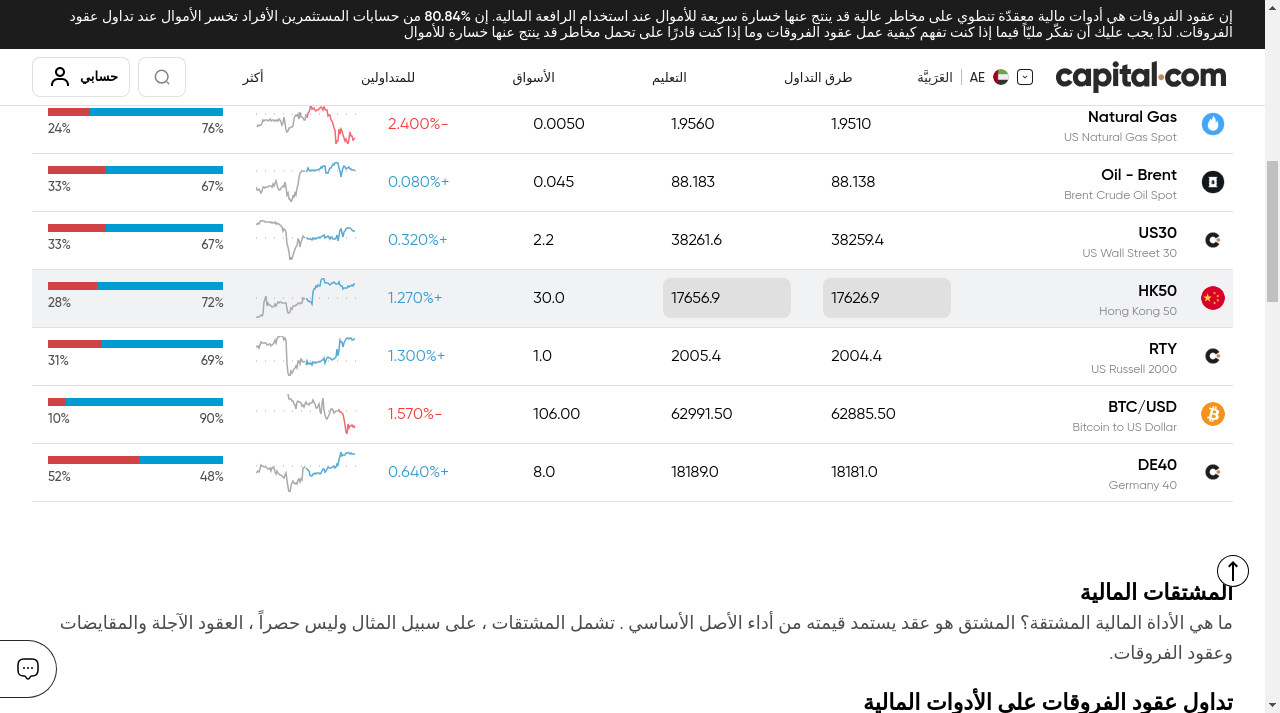 إن عقود الفروقات هي أدوات مالية معقدّة تنطوي على مخاطر عالية قد ينتج عنها خسارة سريعة للأموال عند استخدام الرافعة المالية. إن 80.84% من حسابات المستثمرين الأفراد تخسر الأموال عند تداول عقود
الفروقات. لذا يجب عليك أن تفكّر مليّاً فيما إذا كنت تفهم كيفية عمل عقود الفروقات وما إذا كنت قادرًا على تحمل مخاطر قد ينتج عنها خسارة للأموال
capital.com AE العَرَبِيَّة طرق التداول التعليم الأسواق للمتداولين أكثر حسابي
Natural Gas 1.9510 1.9560 0.0050 2.400%-
US Natural Gas Spot 76% 24%
Oil - Brent 88.138 88.183 0.045 0.080%+
Brent Crude Oil Spot 67% 33%
US30 38259.4 38261.6 2.2 0.320%+
US Wall Street 30 67% 33%
HK50 17626.9 17656.9 30.0 1.270%+
Hong Kong 50 72% 28%
RTY 2004.4 2005.4 1.0 1.300%+
US Russell 2000 69% 31%
BTC/USD 62885.50 62991.50 106.00 1.570%-
Bitcoin to US Dollar 90% 10%
DE40 18181.0 18189.0 8.0 0.640%+
Germany 40 48% 52%
المشتقات المالية
ما هي الأداة المالية المشتقة؟ المشتق هو عقد يستمد قيمته من أداء الأصل الأساسي . تشمل المشتقات ، على سبيل المثال وليس حصراً ، العقود الآجلة والمقايضات
وعقود الفروقات.
تداول عقود الفروقات على الأدوات المالية